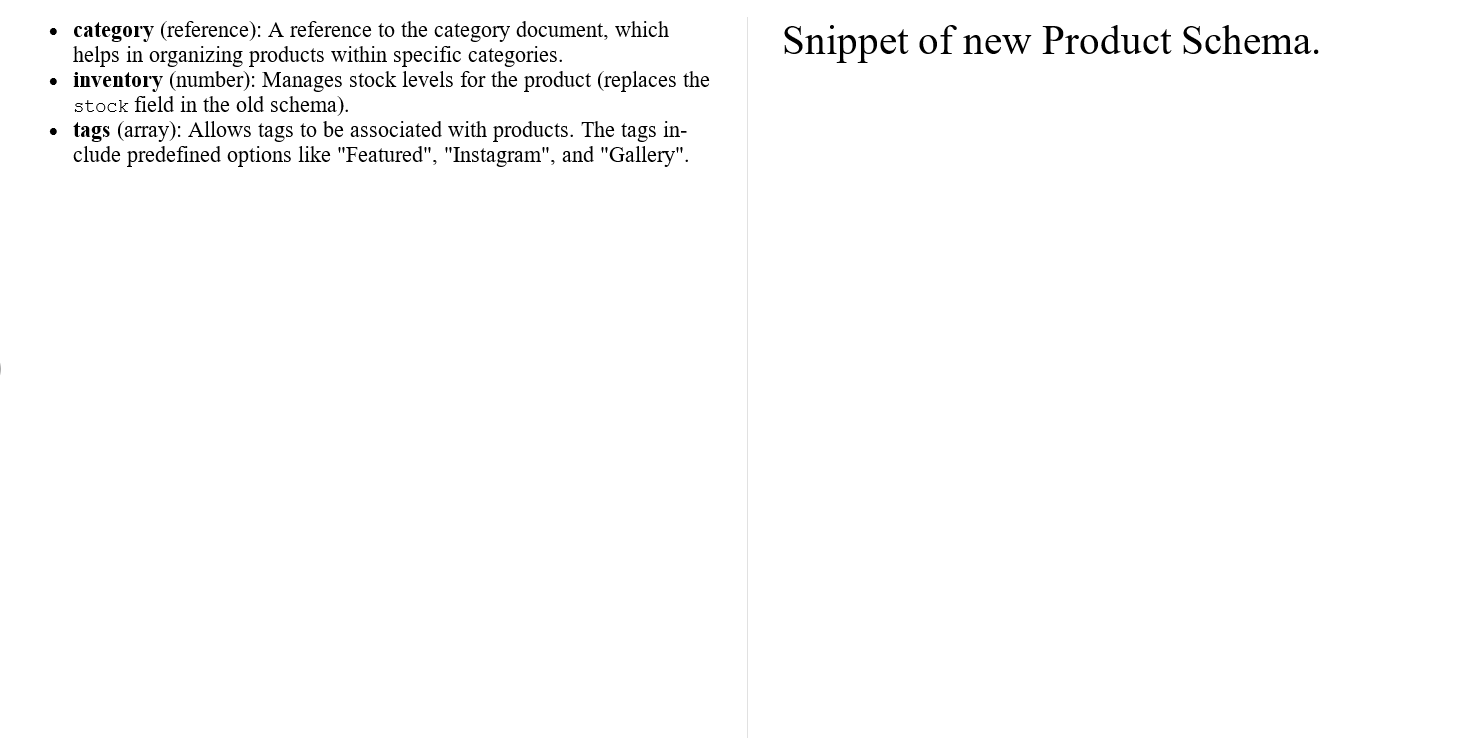 • category (reference): A reference to the category document, which
helps in organizing products within specific categories.
• inventory (number): Manages stock levels for the product (replaces the
stock field in the old schema).
• tags (array): Allows tags to be associated with products. The tags in-
clude predefined options like "Featured", "Instagram", and "Gallery".
Snippet of new Product Schema.